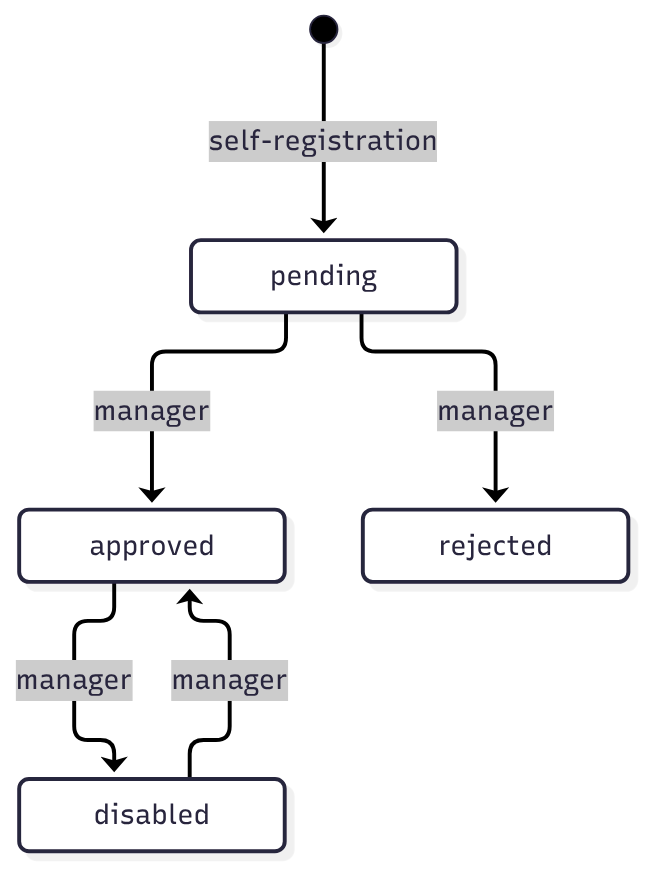 self-registration
pending
manager
manager
approved
rejected
manager
manager
disabled